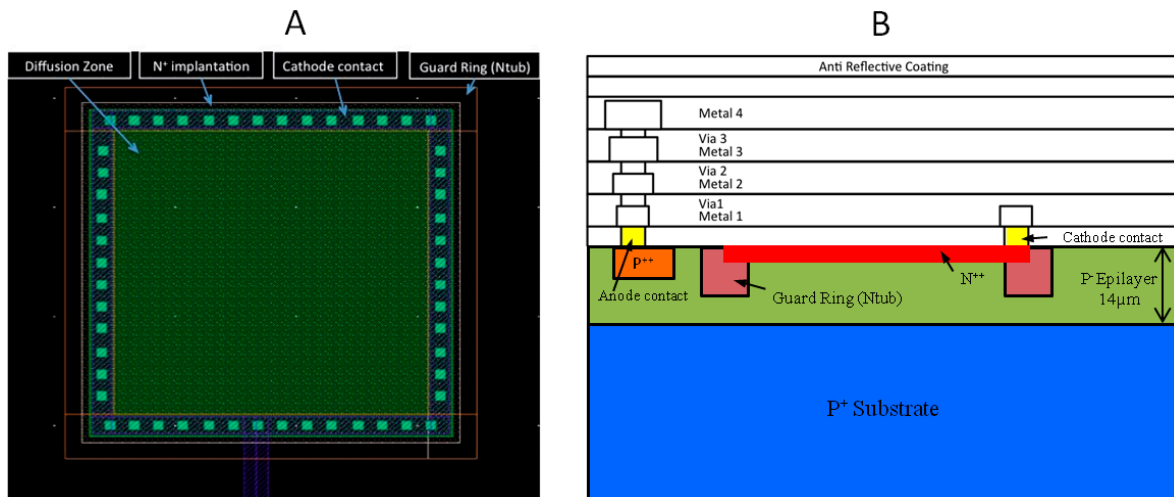 A
Diffusion Zone
N⁺ implantation
Cathode contact
Guard Ring (Ntub)
B
Anti Reflective Coating
Metal 4
Via 3
Metal 3
Via 2
Metal 2
Via1
Metal 1
Cathode contact
P⁺⁺
N⁺⁺
Anode contact
Guard Ring (Ntub)
P⁻ Epilayer
14μm
P⁺ Substrate